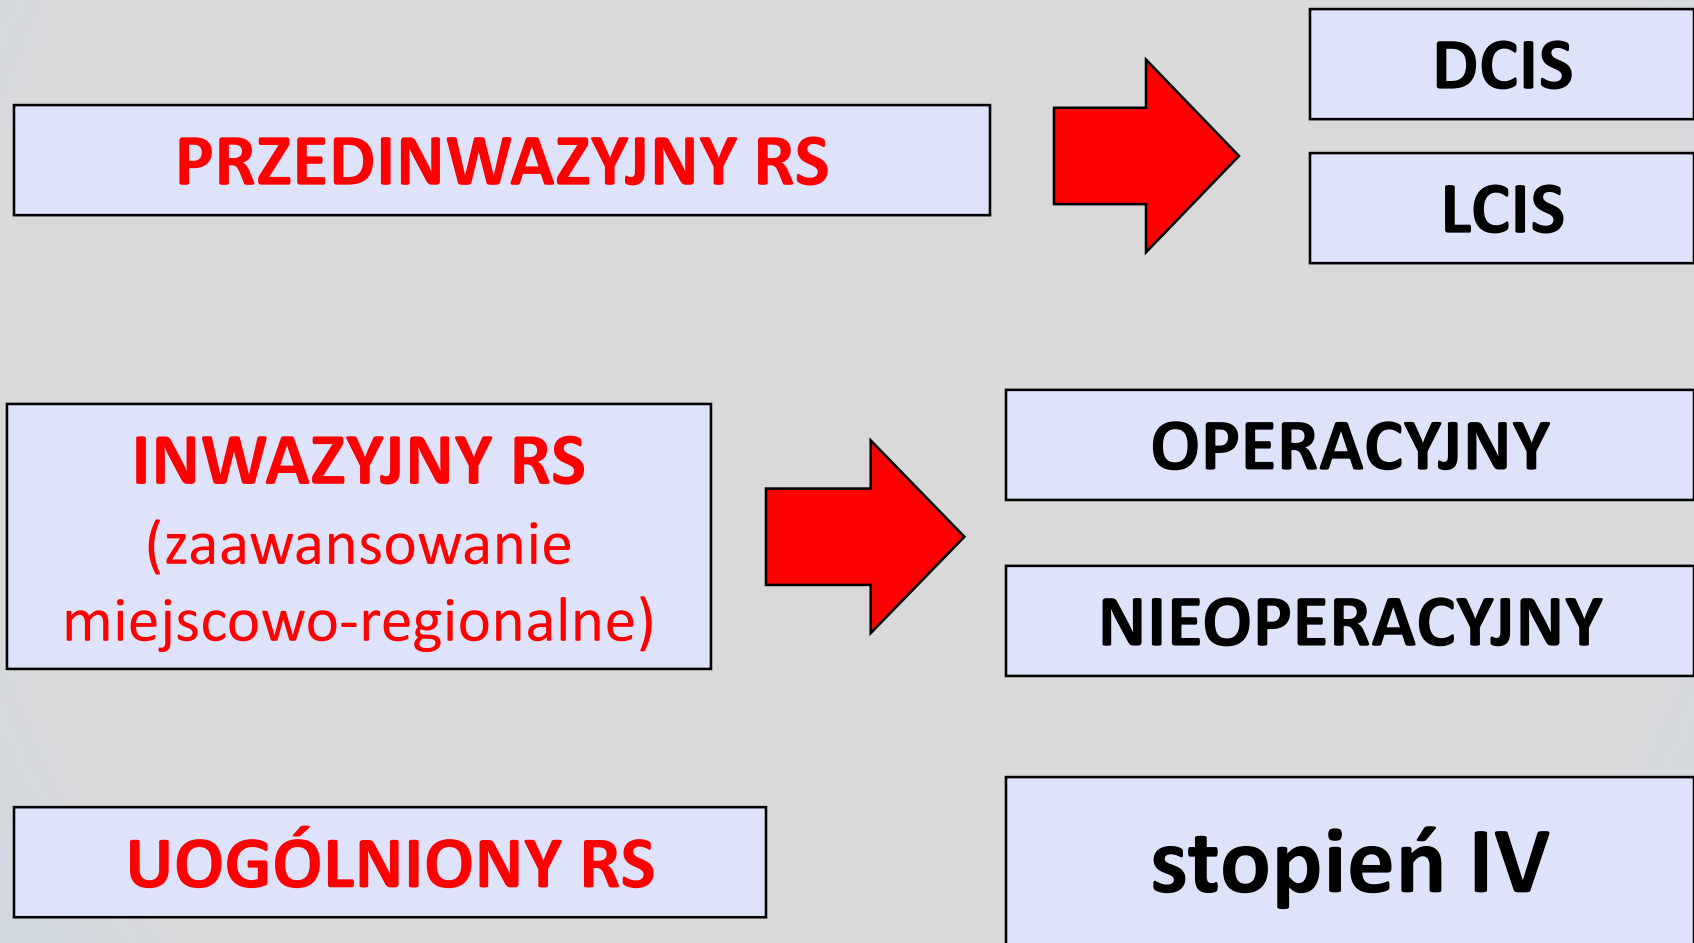 PRZEDINWAZYJNY RS
DCIS
LCIS
INWAZYJNY RS
(zaawansowanie
miejscowo-regionalne)
OPERACYJNY
NIEOPERACYJNY
UOGÓLNIONY RS
stopień IV